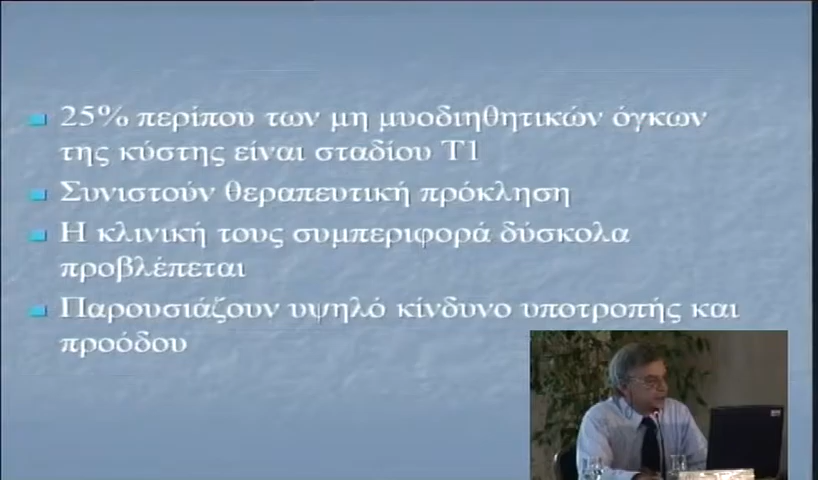 25% περίπου των μη μυοδιηθητικών όγκων
της κύστης είναι σταδίου Τ1
Συνιστούν θεραπευτική πρόκληση
Η κλινική τους συμπεριφορά δύσκολα
προβλέπεται
Παρουσιάζουν υψηλό κίνδυνο υποτροπής και
προόδου